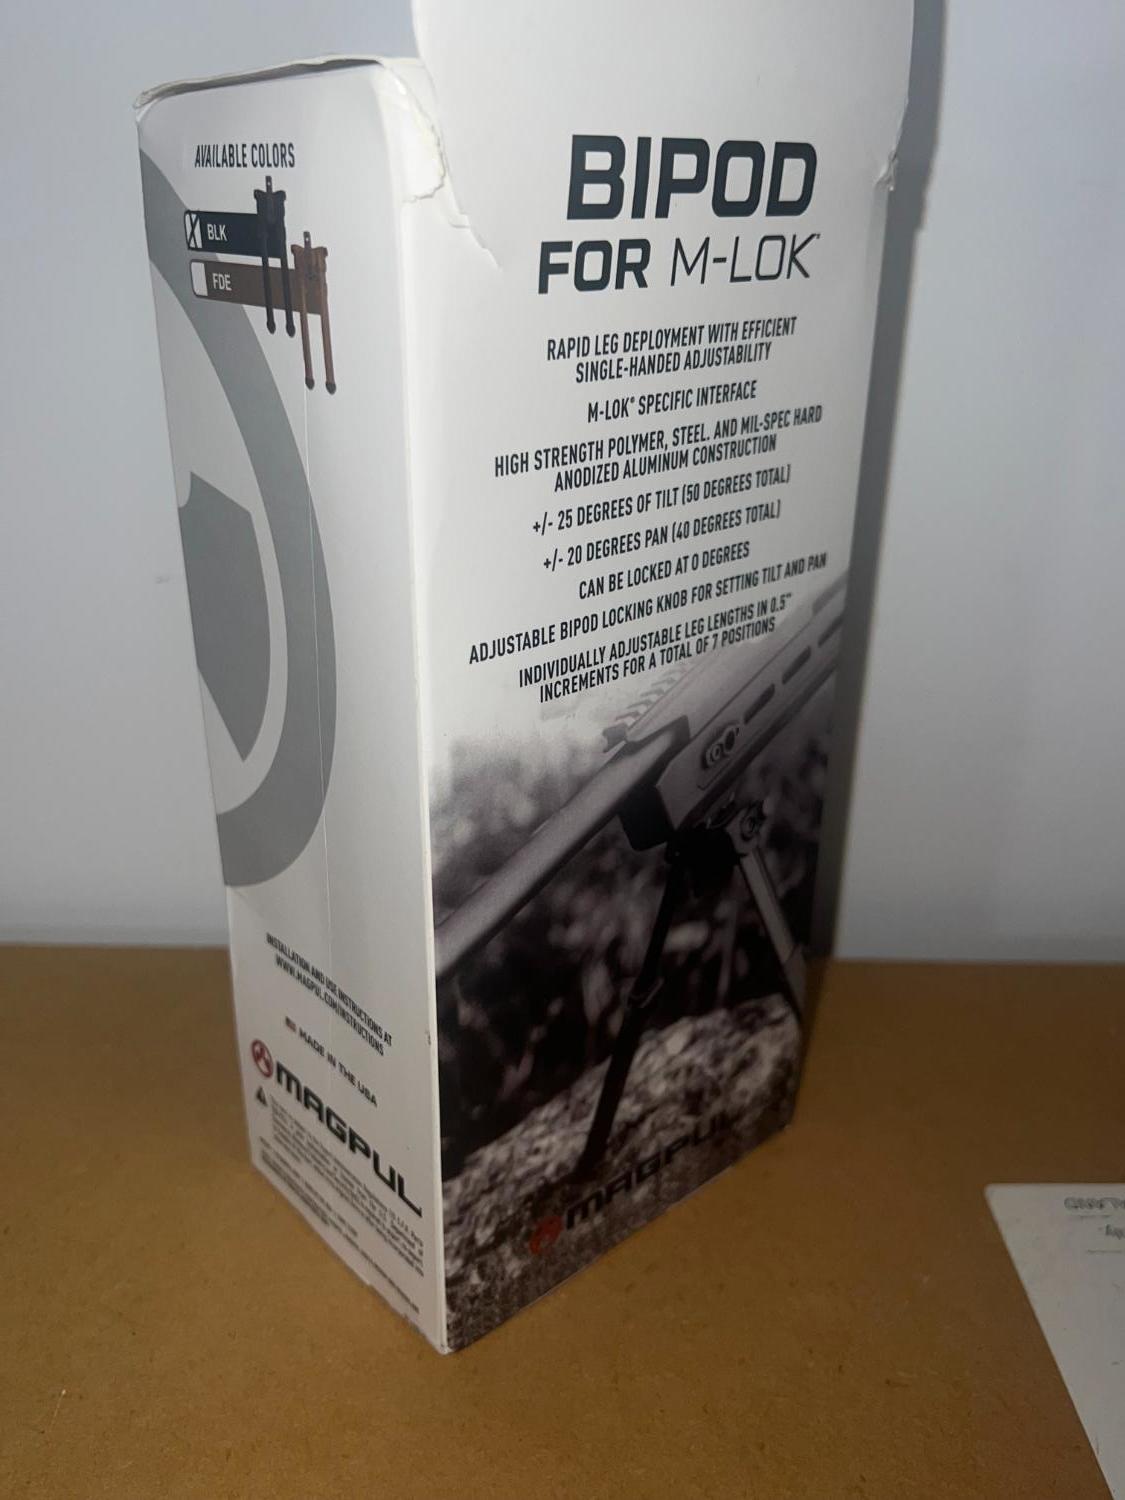 AVAILABLE COLORS
BLK
FDE
INSTALLATION AND USE INSTRUCTIONS AT
WWW.MAGPUL.COM/INSTRUCTIONS
MADE IN THE USA
MAGPUL
BIPOD
FOR M-LOK®
RAPID LEG DEPLOYMENT WITH EFFICIENT
SINGLE-HANDED ADJUSTABILITY
M-LOK® SPECIFIC INTERFACE
HIGH STRENGTH POLYMER, STEEL. AND MIL-SPEC HARD
ANODIZED ALUMINUM CONSTRUCTION
+/- 25 DEGREES OF TILT (50 DEGREES TOTAL)
+/- 20 DEGREES PAN (40 DEGREES TOTAL)
CAN BE LOCKED AT 0 DEGREES
ADJUSTABLE BIPOD LOCKING KNOB FOR SETTING TILT AND PAN
INDIVIDUALLY ADJUSTABLE LEG LENGTHS IN 0.5"
INCREMENTS FOR A TOTAL OF 7 POSITIONS
MAGPUL